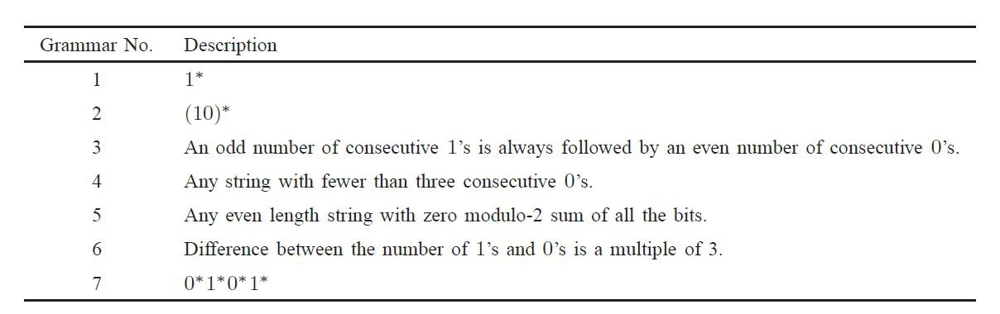 Grammar No. Description
1 1*
2 (10)*
3 An odd number of consecutive 1's is always followed by an even number of consecutive 0's.
4 Any string with fewer than three consecutive 0's.
5 Any even length string with zero modulo-2 sum of all the bits.
6 Difference between the number of 1's and 0's is a multiple of 3.
7 0*1*0*1*